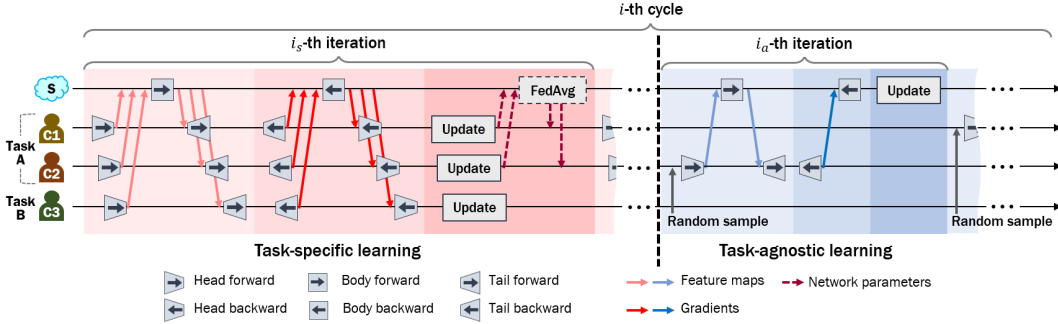 i-th cycle
i_s-th iteration
i_a-th iteration
S
FedAvg
Update
Task A
C1
Update
C2
Update
Task B
C3
Update
Random sample
Random sample
Task-specific learning
Task-agnostic learning
Head forward
Body forward
Tail forward
Feature maps
Network parameters
Head backward
Body backward
Tail backward
Gradients